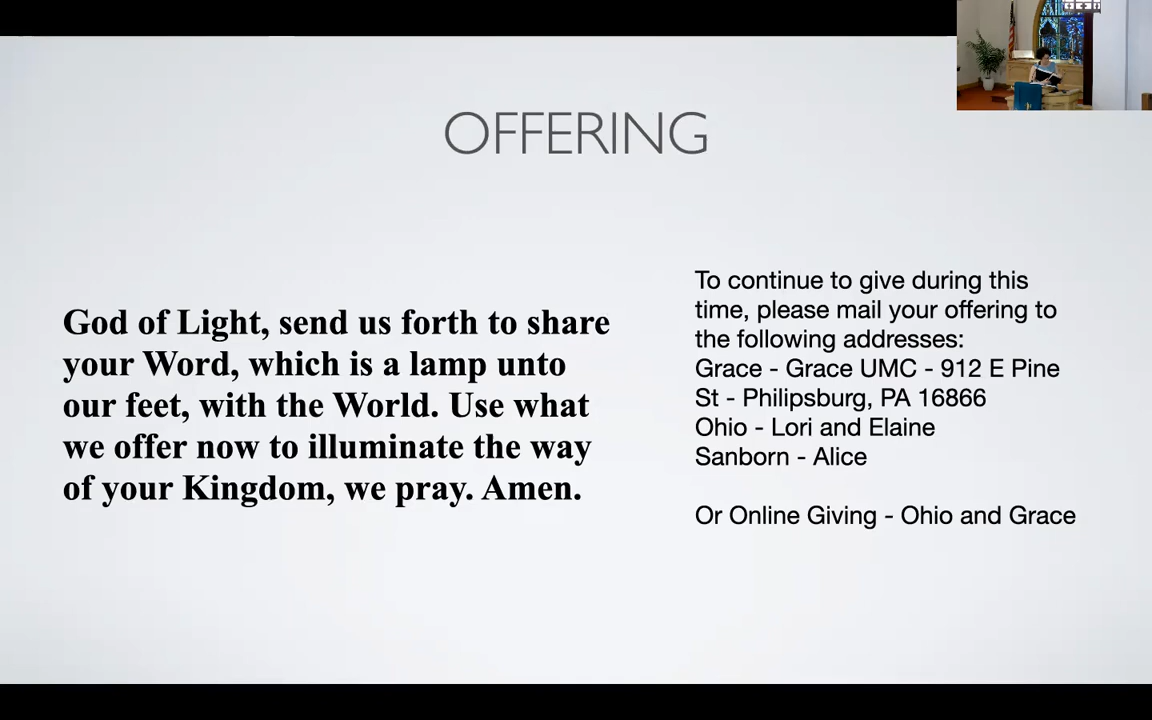 OFFERING
God of Light, send us forth to share
your Word, which is a lamp unto
our feet, with the World. Use what
we offer now to illuminate the way
of your Kingdom, we pray. Amen.
To continue to give during this
time, please mail your offering to
the following addresses:
Grace - Grace UMC - 912 E Pine
St - Philipsburg, PA 16866
Ohio - Lori and Elaine
Sanborn - Alice
Or Online Giving - Ohio and Grace